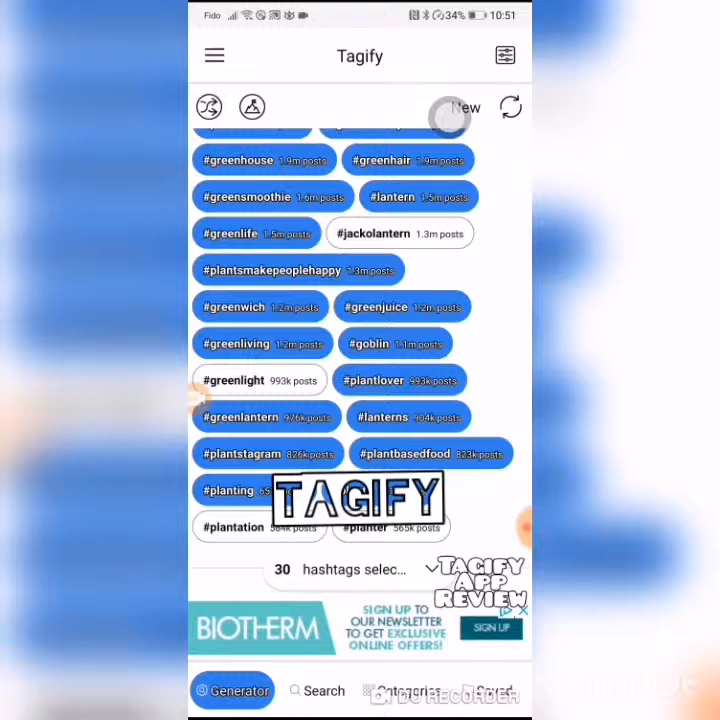 Fido 34% 10:51
Tagify
New
#greenhouse 1.9m posts #greenhair 1.9m posts
#greensmoothie 1.6m posts #lantern 1.5m posts
#greenlife 1.5m posts #jackolantern 1.3m posts
#plantsmakepeoplehappy 1.3m posts
#greenwich 1.2m posts #greenjuice 1.2m posts
#greenliving 1.2m posts #goblin 1.1m posts
#greenlight 993k posts #plantlover 993k posts
#greenlantern 976k posts #lanterns 904k posts
#plantstagram 826k posts #plantbasedfood 823k posts
#planting
TAGIFY
#plantation 584k posts #planter 565k posts
30 hashtags selec...
TAGIFY
APP
REVIEW
BIOTHERM
SIGN UP TO
OUR NEWSLETTER
TO GET EXCLUSIVE
ONLINE OFFERS!
SIGN UP
Generator Search Categories Saved
DU RECORDER